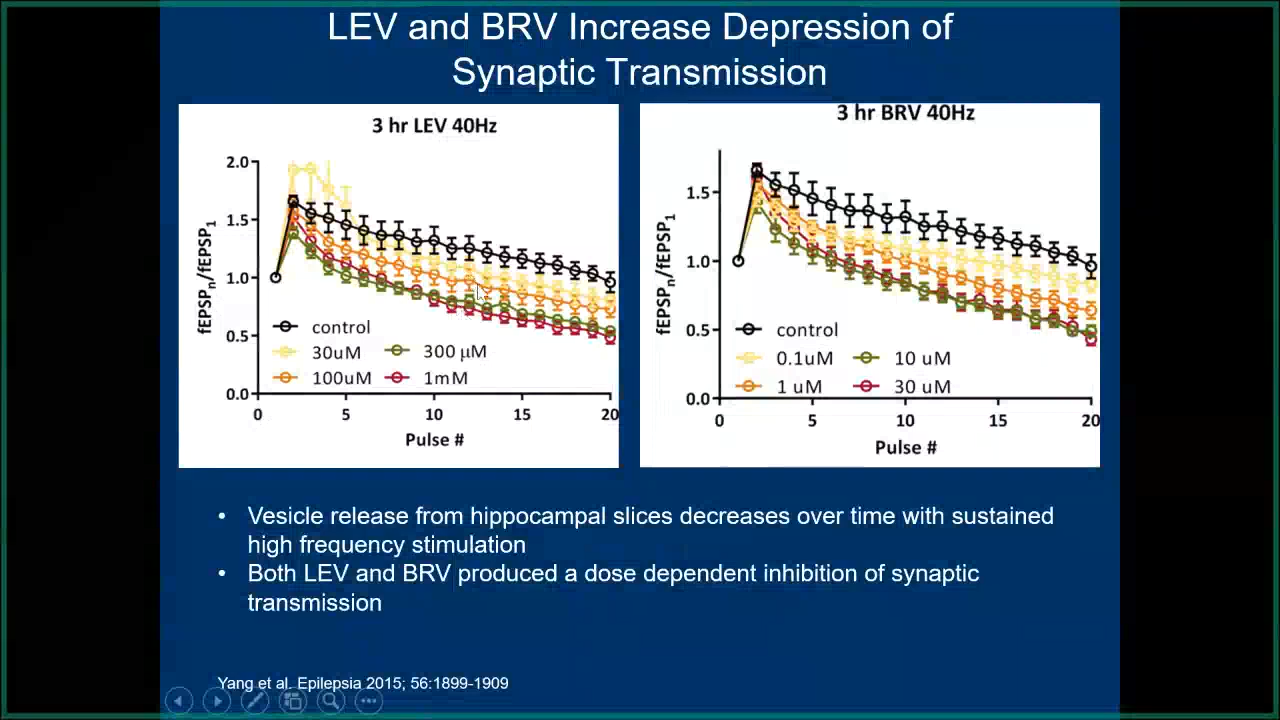 LEV and BRV Increase Depression of
Synaptic Transmission
3 hr LEV 40Hz
fEPSPn/fEPSP1
2.0
1.5
1.0
0.5
0.0
control
30uM
300 µM
100uM
1mM
0
5
10
15
20
Pulse #
3 hr BRV 40Hz
fEPSPn/fEPSP1
1.5
1.0
0.5
0.0
control
0.1uM
10 uM
1 uM
30 uM
0
5
10
15
20
Pulse #
• Vesicle release from hippocampal slices decreases over time with sustained
high frequency stimulation
• Both LEV and BRV produced a dose dependent inhibition of synaptic
transmission
Yang et al. Epilepsia 2015; 56:1899-1909